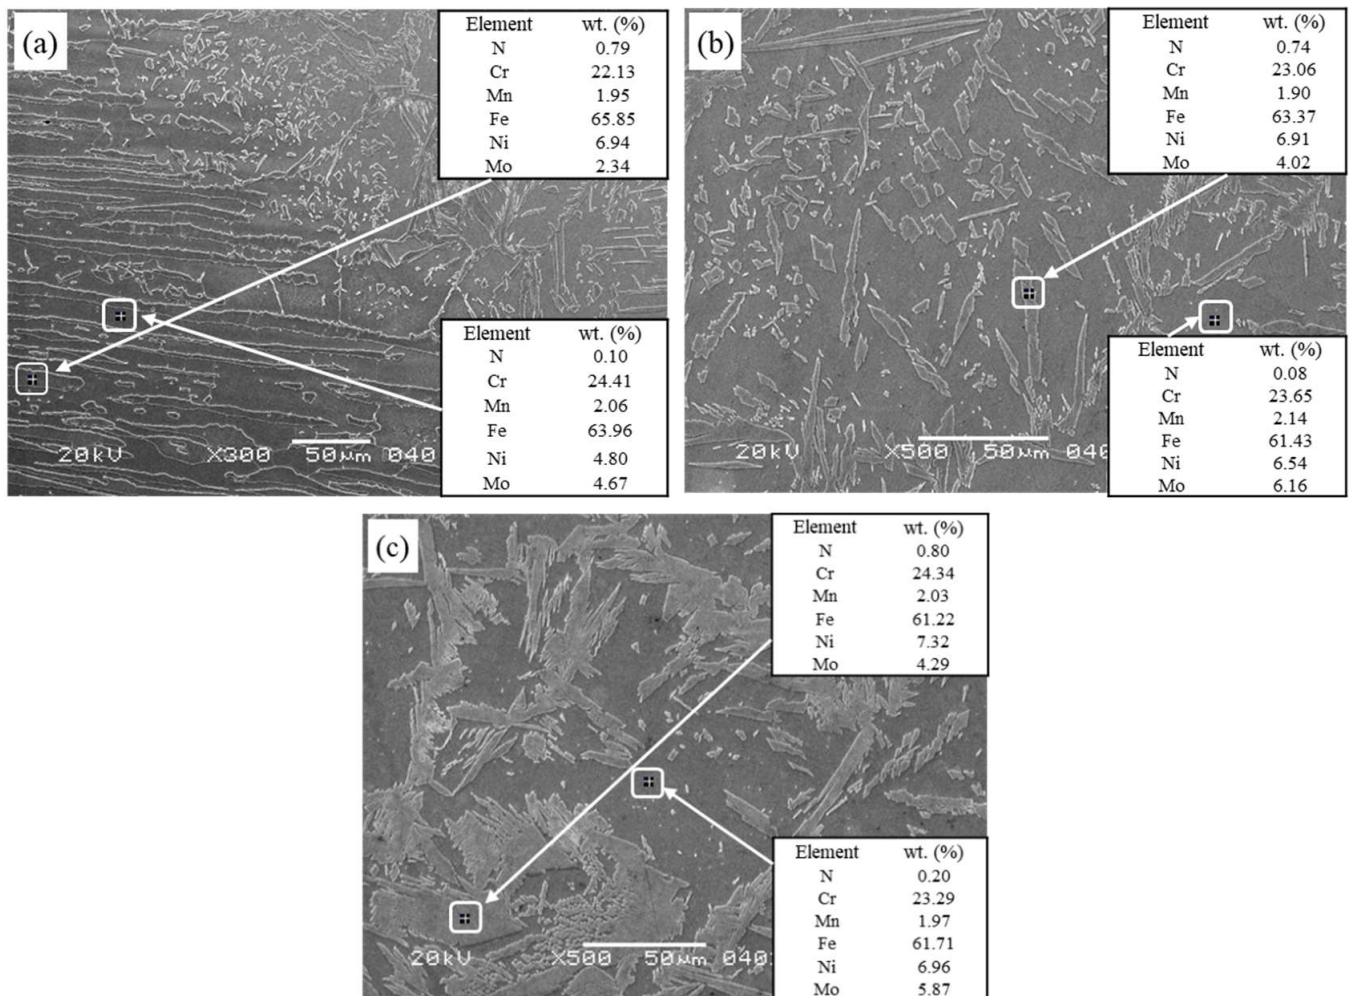 (a)
Element wt. (%)
N 0.79
Cr 22.13
Mn 1.95
Fe 65.85
Ni 6.94
Mo 2.34
Element wt. (%)
N 0.10
Cr 24.41
Mn 2.06
Fe 63.96
Ni 4.80
Mo 4.67
20kV X300 50μm 040
(b)
Element wt. (%)
N 0.74
Cr 23.06
Mn 1.90
Fe 63.37
Ni 6.91
Mo 4.02
Element wt. (%)
N 0.08
Cr 23.65
Mn 2.14
Fe 61.43
Ni 6.54
Mo 6.16
20kV X500 50μm 040
(c)
Element wt. (%)
N 0.80
Cr 24.34
Mn 2.03
Fe 61.22
Ni 7.32
Mo 4.29
Element wt. (%)
N 0.20
Cr 23.29
Mn 1.97
Fe 61.71
Ni 6.96
Mo 5.87
20kV X500 50μm 040